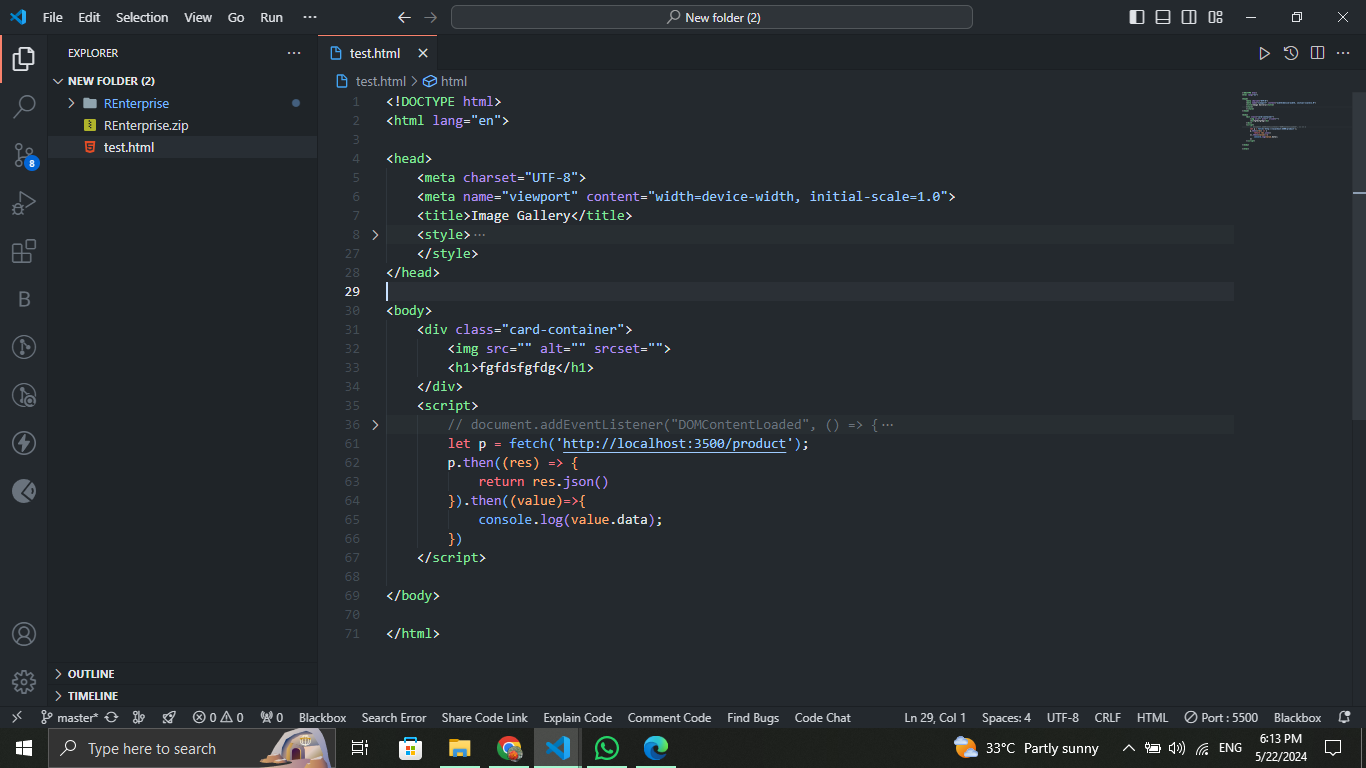 File Edit Selection View Go Run ···
New folder (2)
EXPLORER
NEW FOLDER (2)
REnterprise
REnterprise.zip
test.html
8
B
OUTLINE
TIMELINE
test.html
test.html > html
1 <!DOCTYPE html>
2 <html lang="en">
3
4 <head>
5 <meta charset="UTF-8">
6 <meta name="viewport" content="width=device-width, initial-scale=1.0">
7 <title>Image Gallery</title>
8 <style>···
27 </style>
28 </head>
29
30 <body>
31 <div class="card-container">
32 <img src="" alt="" srcset="">
33 <h1>fgfdsfgfdg</h1>
34 </div>
35 <script>
36 // document.addEventListener("DOMContentLoaded", () => {···
61 let p = fetch('http://localhost:3500/product');
62 p.then((res) => {
63 return res.json()
64 }).then((value)=>{
65 console.log(value.data);
66 })
67 </script>
68
69 </body>
70
71 </html>
master* 0 0 0 Blackbox Search Error Share Code Link Explain Code Comment Code Find Bugs Code Chat Ln 29, Col 1 Spaces: 4 UTF-8 CRLF HTML Port : 5500 Blackbox
Type here to search
33°C Partly sunny
ENG
6:13 PM
5/22/2024